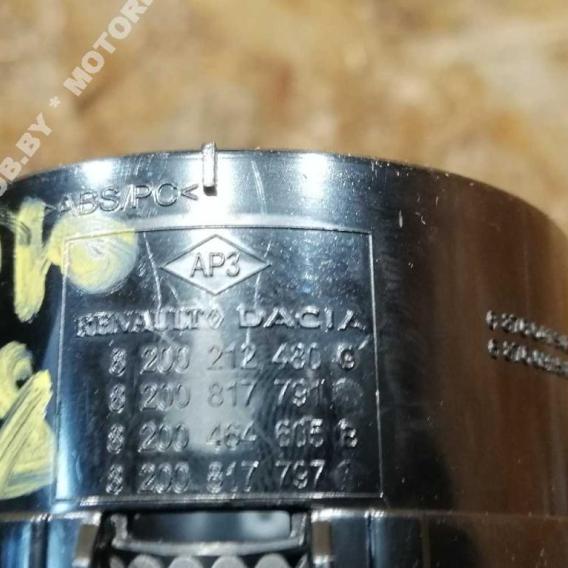 >ABS/PC<
AP3
RENAULT DACIA
8 200 212 480 G
8 200 817 791
8 200 464 605 B
8 200 817 797